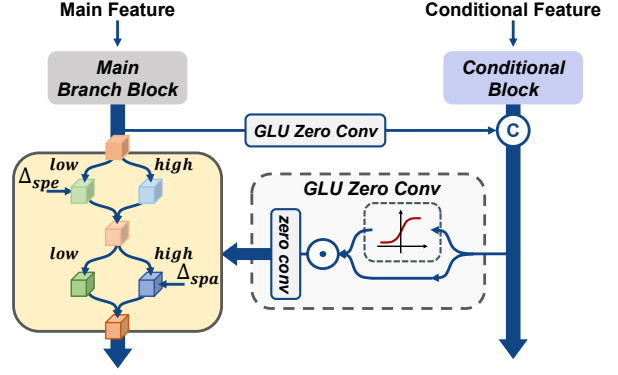 Main Feature
Conditional Feature
Main
Branch Block
Conditional
Block
GLU Zero Conv
C
low
high
Δspe
GLU Zero Conv
zero conv
low
high
Δspa